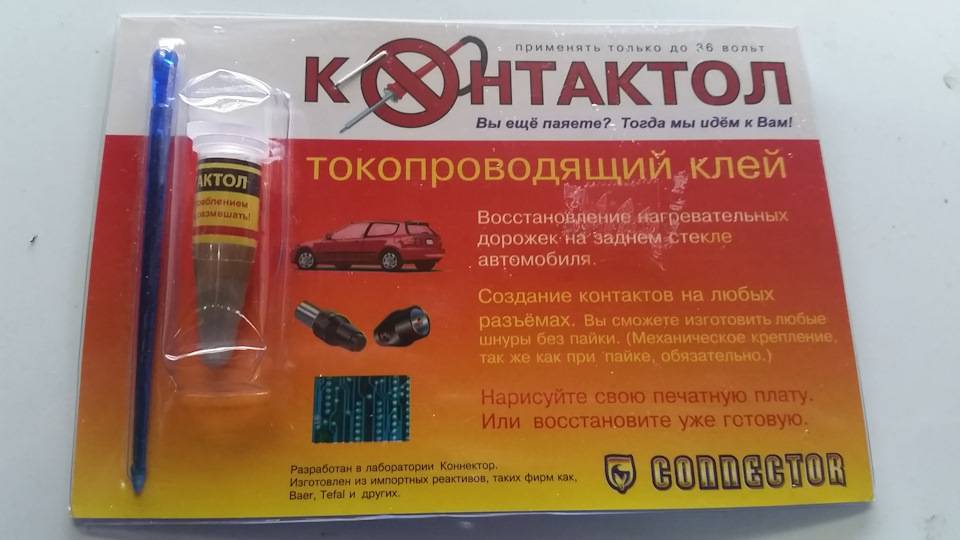 применять только до 36 вольт
КОНТАКТОЛ
Вы ещё паяете? Тогда мы идём к Вам!
токопроводящий клей
АКТОЛ
реблением
размешать!
Восстановление нагревательных
дорожек на заднем стекле
автомобиля.
Создание контактов на любых
разъёмах. Вы сможете изготовить любые
шнуры без пайки. (Механическое крепление,
так же как при пайке, обязательно.)
Нарисуйте свою печатную плату.
Или восстановите уже готовую.
Разработан в лаборатории Коннектор.
Изготовлен из импортных реактивов, таких фирм как,
Baer, Tefal и других.
CONNECTOR